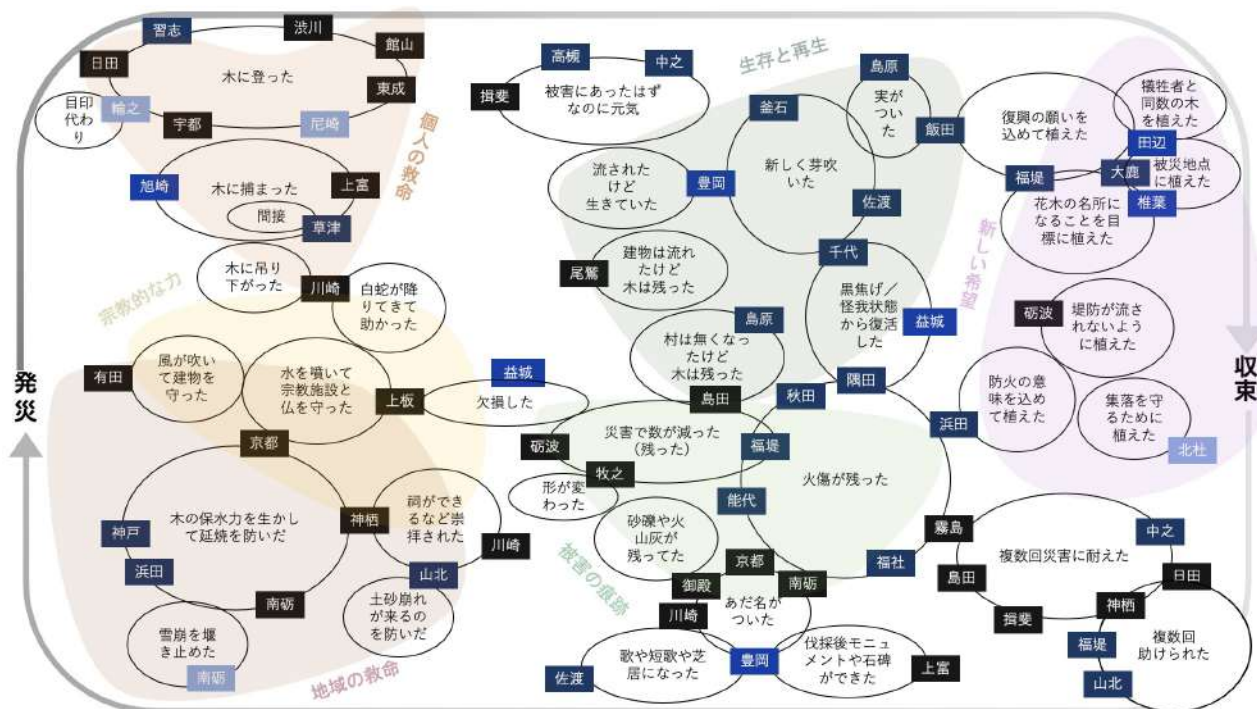 習志
渋川
館山
日田
木に登った
東成
目印
代わり
輪之
宇都
尼崎
個人の救命
旭崎
木に捕まった
上富
間接
草津
木に吊り
下がった
川崎
白蛇が降
りてきて
助かった
宗教的な力
発災
有田
風が吹い
て建物を
守った
水を噴いて
宗教施設と
仏を守った
上板
益城
欠損した
京都
神戸
浜田
木の保水力を生かし
て延焼を防いだ
神栖
祠ができ
るなど崇
拝された
川崎
山北
南砺
雪崩を堰
き止めた
南砺
土砂崩れ
が来るの
を防いだ
地域の救命
高槻
中之
揖斐
被害にあったはず
なのに元気
生存と再生
島原
実が
ついた
飯田
釜石
新しく芽吹
いた
流された
けど
生きていた
豊岡
佐渡
尾鷲
建物は流れ
たけど
木は残った
千代
黒焦げ／
怪我状態
から復活
した
益城
島原
村は無くなっ
たけど
木は残った
島田
秋田
隈田
砺波
災害で数が減った
（残った）
福堤
牧之
形が変
わった
能代
火傷が残った
砂礫や火
山灰が
残ってた
被害の痕跡
京都
御殿
南砺
福社
霧島
川崎
あだ名が
ついた
佐渡
歌や短歌や芝
居になった
豊岡
伐採後モニュ
メントや石碑
ができた
上富
復興の願いを
込めて植えた
犠牲者と
同数の木
を植えた
田辺
福堤
大鹿
被災地点
に植えた
椎葉
花木の名所に
なることを目
標に植えた
新しい希望
砺波
堤防が流さ
れないよう
に植えた
防火の意
味を込め
て植えた
浜田
集落を守
るために
植えた
北杜
収束
中之
複数回災害に耐えた
島田
日田
揖斐
神栖
福堤
複数回
助けられた
山北